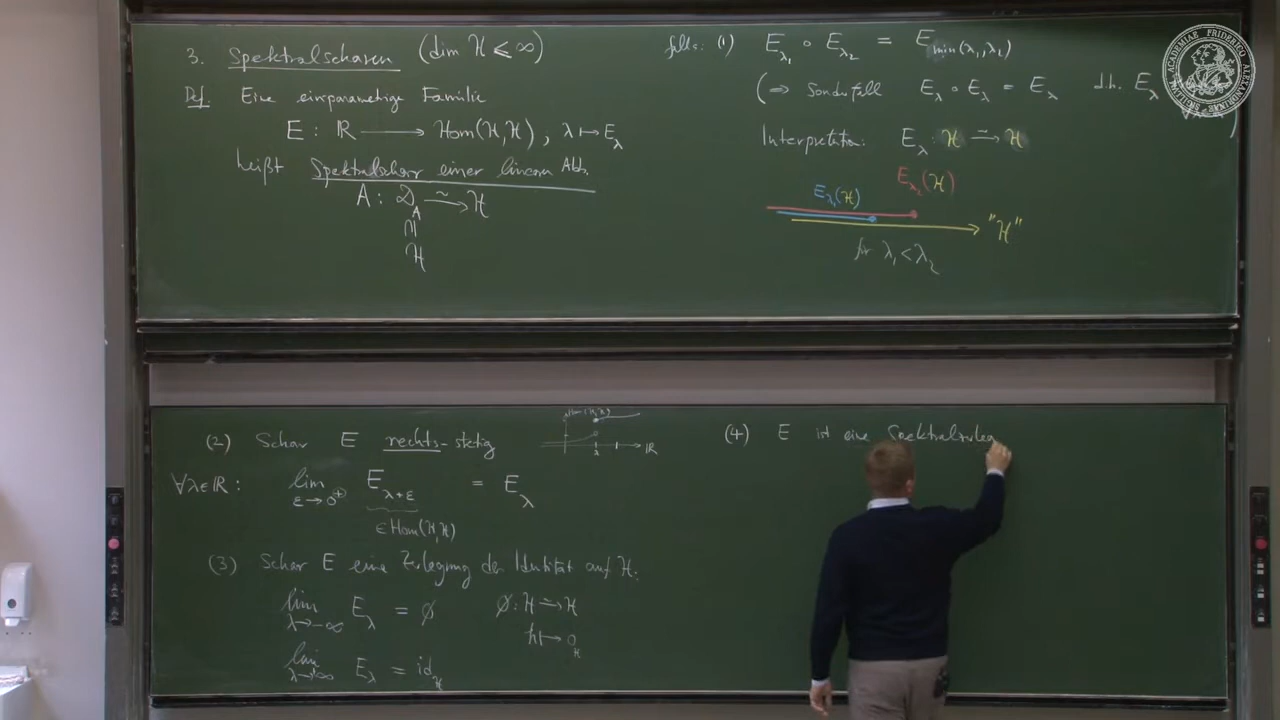 3. Spektralscharen (dim H ≤ ∞)
Def. Eine einparametrige Familie
E : ℝ ⟶ Hom(H,H) , λ ↦ E_λ
heißt Spektralschar einer linearen Abb.
A : D_A ⥲ H
H
falls: (1) E_λ₁ ∘ E_λ₂ = E_min(λ₁,λ₂)
(⇒ Sonderfall E_λ ∘ E_λ = E_λ d.h. E_λ
Interpretation: E_λ : H ⥲ H
E_λ₁(H) E_λ₂(H)
"H"
für λ₁ < λ₂
(2) Schar E rechts-stetig
λ ℝ
∀λ∈ℝ : lim_{ε→0⁺} E_{λ+ε} = E_λ
∈ Hom(H,H)
(3) Schar E eine Zerlegung der Identität auf H:
lim_{λ→-∞} E_λ = ∅ ∅ : H ⥲ H
h ↦ 0_H
lim_{λ→∞} E_λ = id_H
(4) E ist eine Spektralzerleg